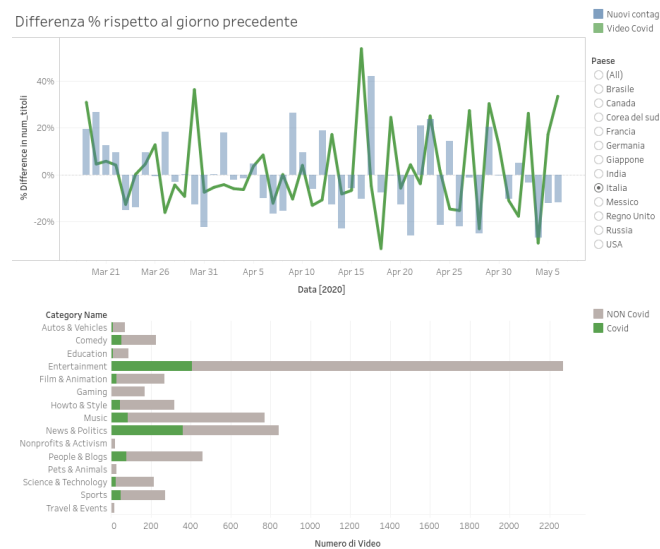 Differenza % rispetto al giorno precedente
Nuovi contag
Video Covid
Paese
(All)
Brasile
Canada
Corea del sud
Francia
Germania
Giappone
India
Italia
Messico
Regno Unito
Russia
USA
% Difference in num_titoli
40%
20%
0%
-20%
Mar 21
Mar 26
Mar 31
Apr 5
Apr 10
Apr 15
Apr 20
Apr 25
Apr 30
May 5
Data [2020]
Category Name
Autos & Vehicles
Comedy
Education
Entertainment
Film & Animation
Gaming
Howto & Style
Music
News & Politics
Nonprofits & Activism
People & Blogs
Pets & Animals
Science & Technology
Sports
Travel & Events
NON Covid
Covid
0 200 400 600 800 1000 1200 1400 1600 1800 2000 2200
Numero di Video